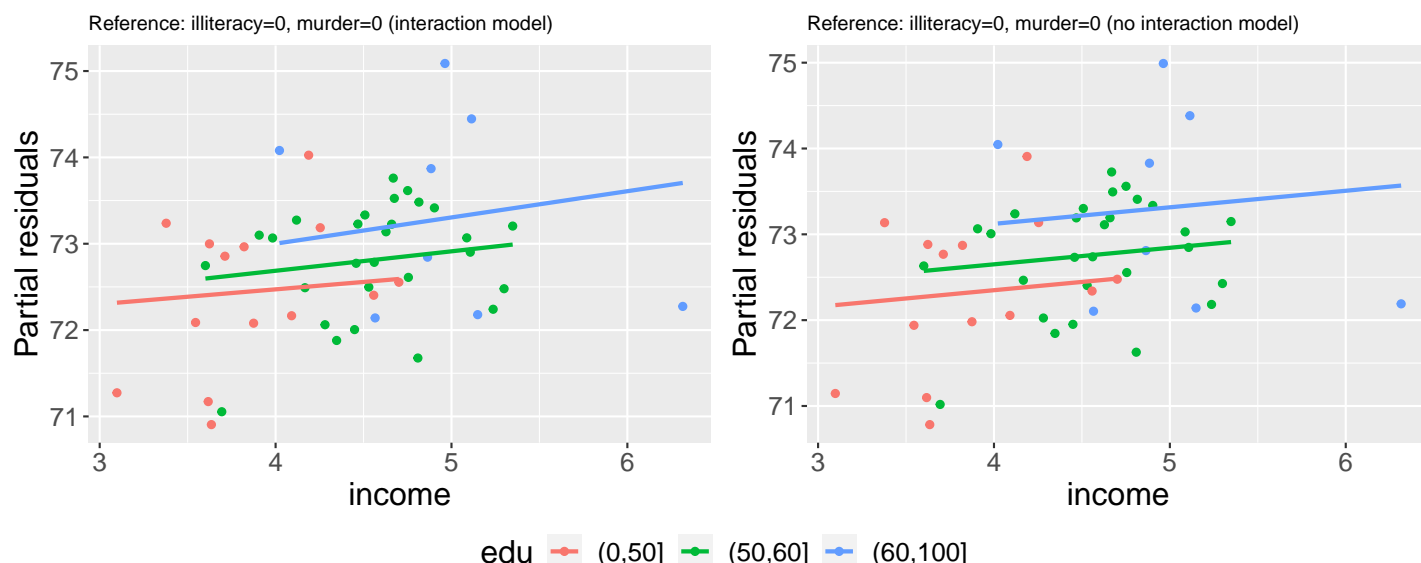 Reference: illiteracy=0, murder=0 (interaction model)
Partial residuals
75
74
73
72
71
3 4 5 6
income
Reference: illiteracy=0, murder=0 (no interaction model)
Partial residuals
75
74
73
72
71
3 4 5 6
income
edu (0,50] (50,60] (60,100]